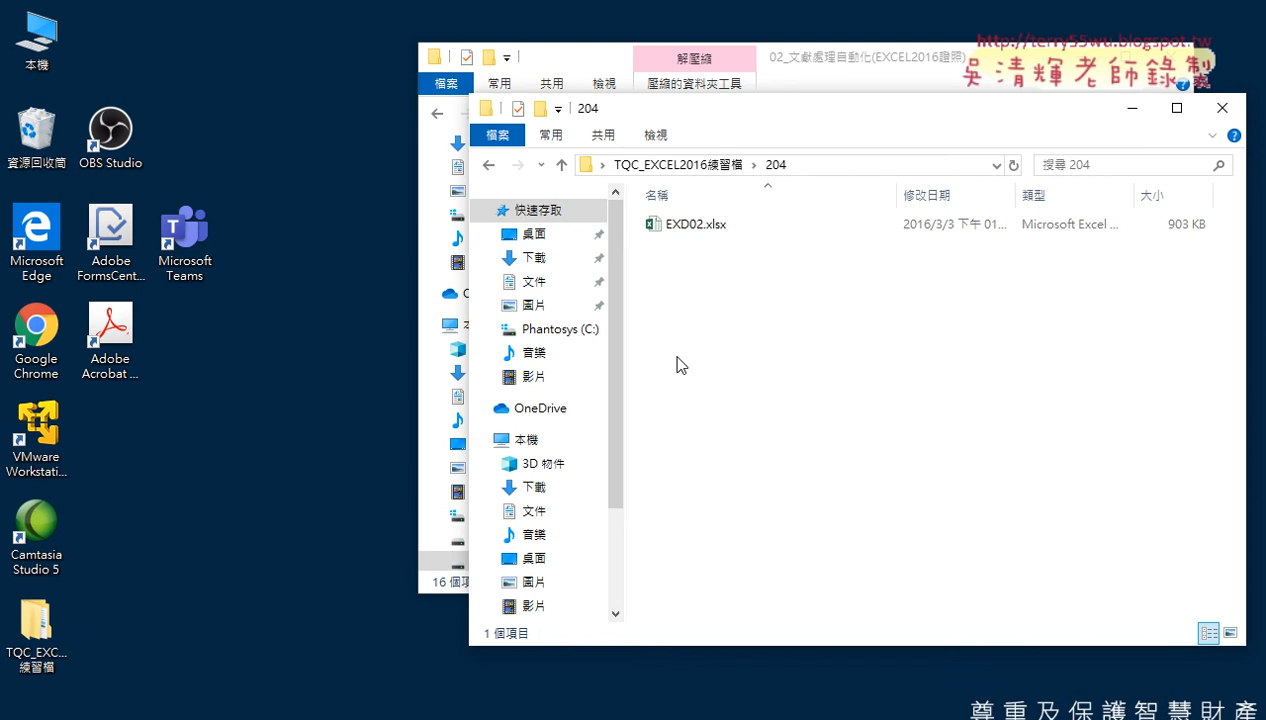 本機
資源回收筒
OBS Studio
Microsoft
Edge
Adobe
FormsCent...
Microsoft
Teams
Google
Chrome
Adobe
Acrobat ...
VMware
Workstati...
Camtasia
Studio 5
TQC_EXC...
練習檔
解壓縮
02_文獻處理自動化(EXCEL2016證照)
檔案
常用
共用
檢視
壓縮的資料夾工具
16 個項
http://terry55wu.blogspot.tw
吳清輝老師錄製
204
檔案
常用
共用
檢視
TQC_EXCEL2016練習檔
204
搜尋 204
名稱
修改日期
類型
大小
EXD02.xlsx
2016/3/3 下午 01...
Microsoft Excel ...
903 KB
快速存取
桌面
下載
文件
圖片
Phantosys (C:)
音樂
影片
OneDrive
本機
3D 物件
下載
文件
音樂
桌面
圖片
影片
1 個項目
尊重及保護智慧財產